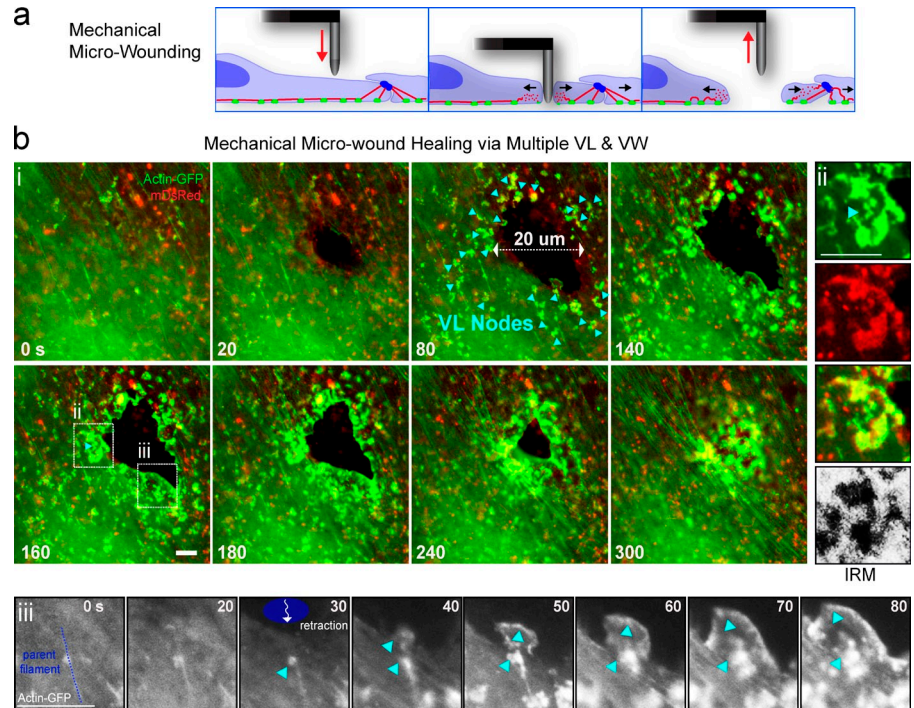 a
Mechanical
Micro-Wounding
b
Mechanical Micro-wound Healing via Multiple VL & VW
i
Actin-GFP
mDsRed
0 s
20
20 um
VL Nodes
80
140
ii
ii
iii
160
180
240
300
IRM
iii
0 s
parent
filament
Actin-GFP
20
30
retraction
40
50
60
70
80